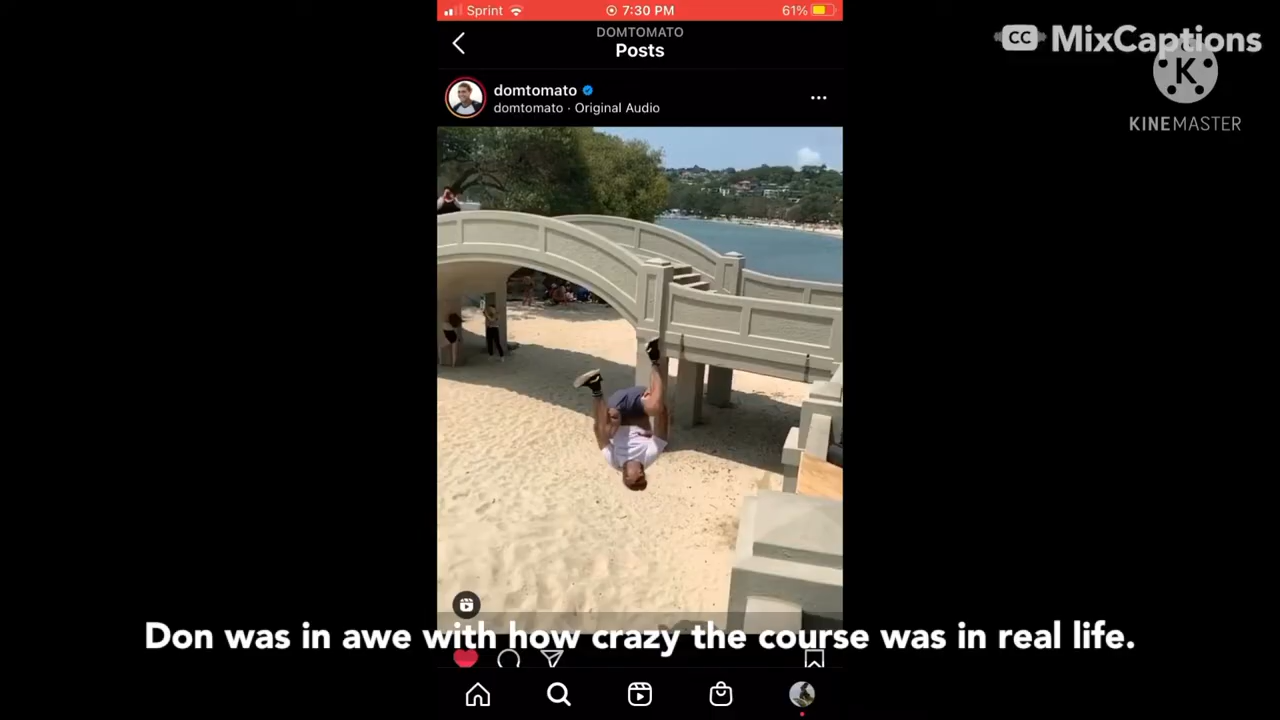 Sprint 7:30 PM 61%
DOMTOMATO
Posts
CC MixCaptions
K
KINEMASTER
domtomato
domtomato · Original Audio
Don was in awe with how crazy the course was in real life.